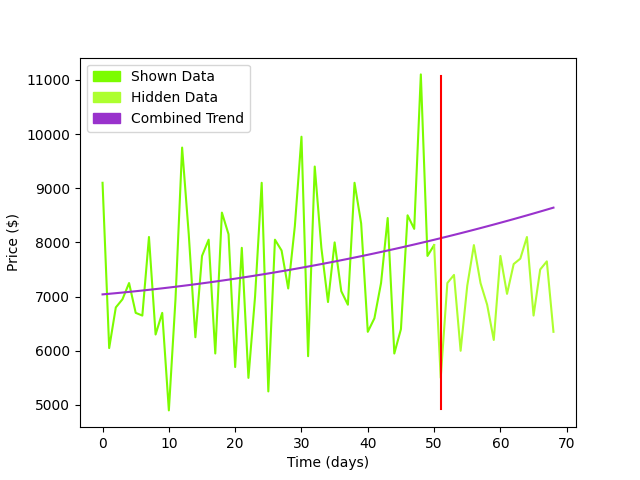 Shown Data
Hidden Data
Combined Trend
11000
10000
9000
8000
7000
6000
5000
Price ($)
0 10 20 30 40 50 60 70
Time (days)